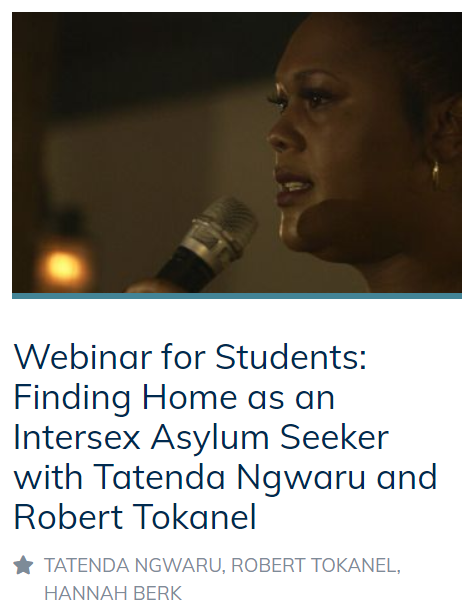 Webinar for Students:
Finding Home as an
Intersex Asylum Seeker
with Tatenda Ngwaru and
Robert Tokanel
TATENDA NGWARU, ROBERT TOKANEL,
HANNAH BERK